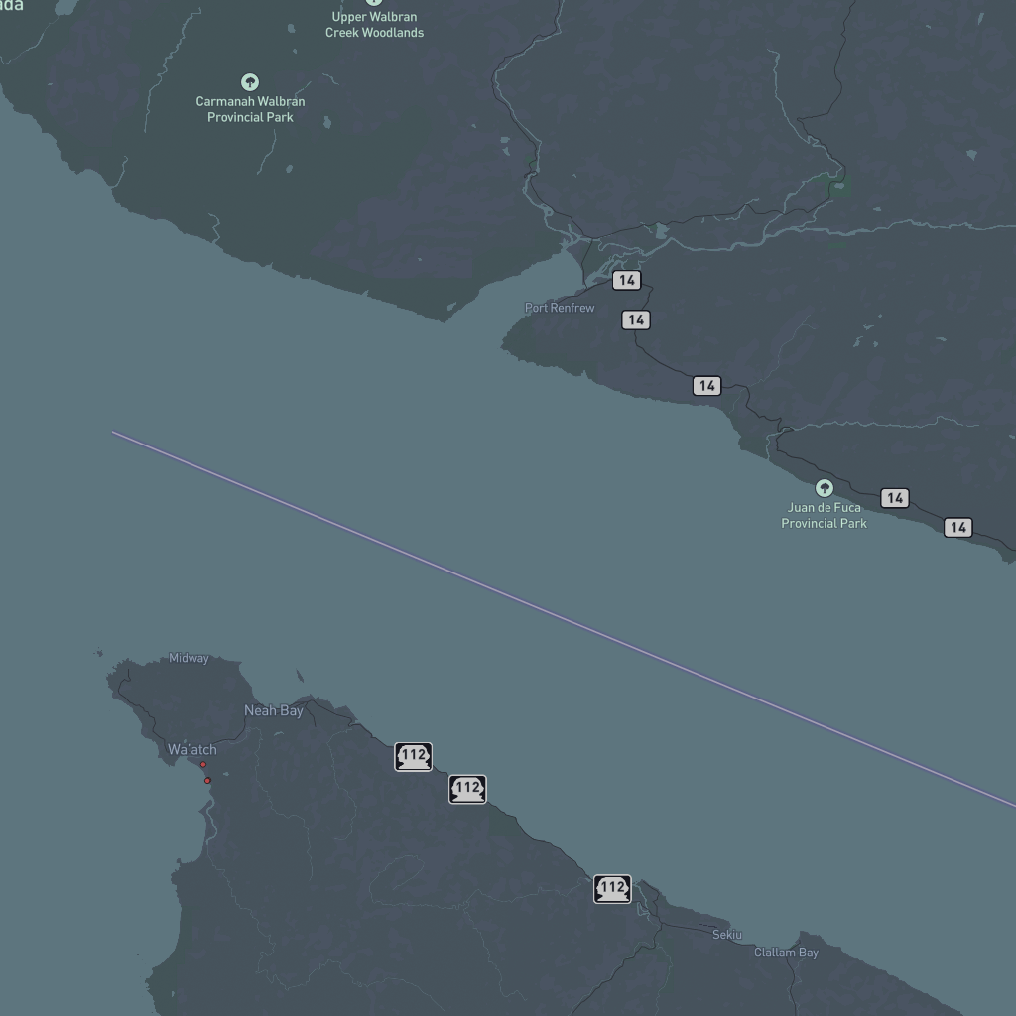 ada
Upper Walbran
Creek Woodlands
Carmanah Walbran
Provincial Park
14
Port Renfrew
14
14
14
Juan de Fuca
Provincial Park
14
Midway
Neah Bay
Wa'atch
112
112
112
Sekiu
Clallam Bay